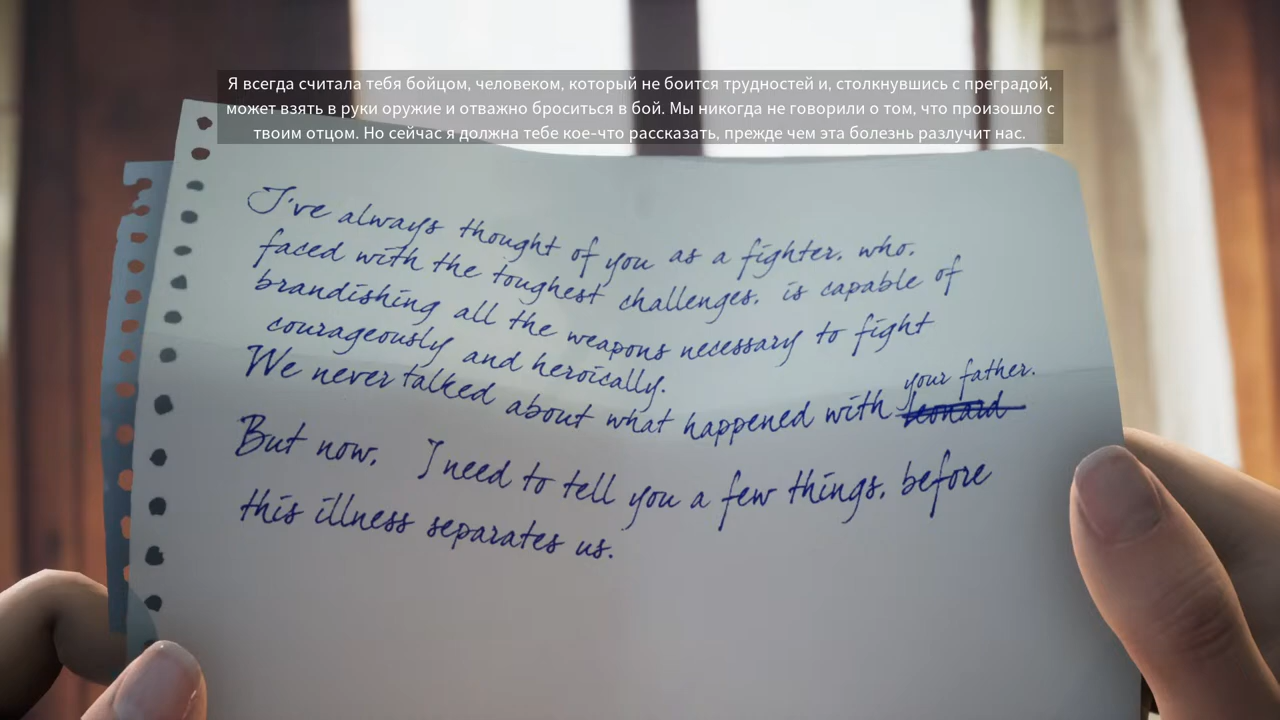 Я всегда считала тебя бойцом, человеком, который не боится трудностей и, столкнувшись с преградой,
может взять в руки оружие и отважно броситься в бой. Мы никогда не говорили о том, что произошло с
твоим отцом. Но сейчас я должна тебе кое-что рассказать, прежде чем эта болезнь разлучит нас.
I've always thought of you as a fighter, who,
faced with the toughest challenges, is capable of
brandishing all the weapons necessary to fight
courageously and heroically.
your father.
We never talked about what happened with leonard
But now, I need to tell you a few things, before
this illness separates us.